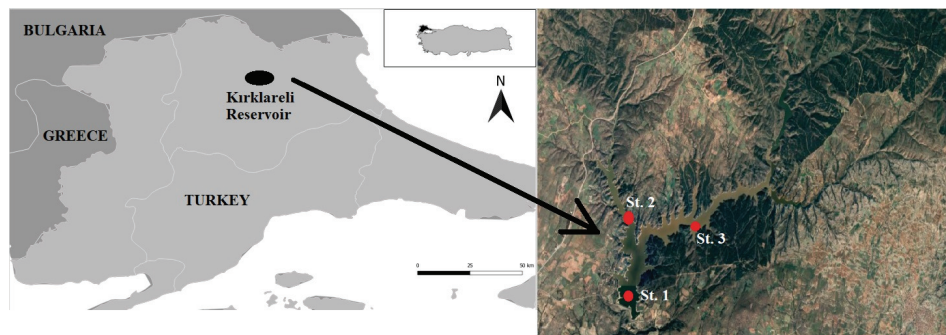 BULGARIA
N
Kırklareli
Reservoir
GREECE
TURKEY
0 25 50 km
St. 2
St. 3
St. 1